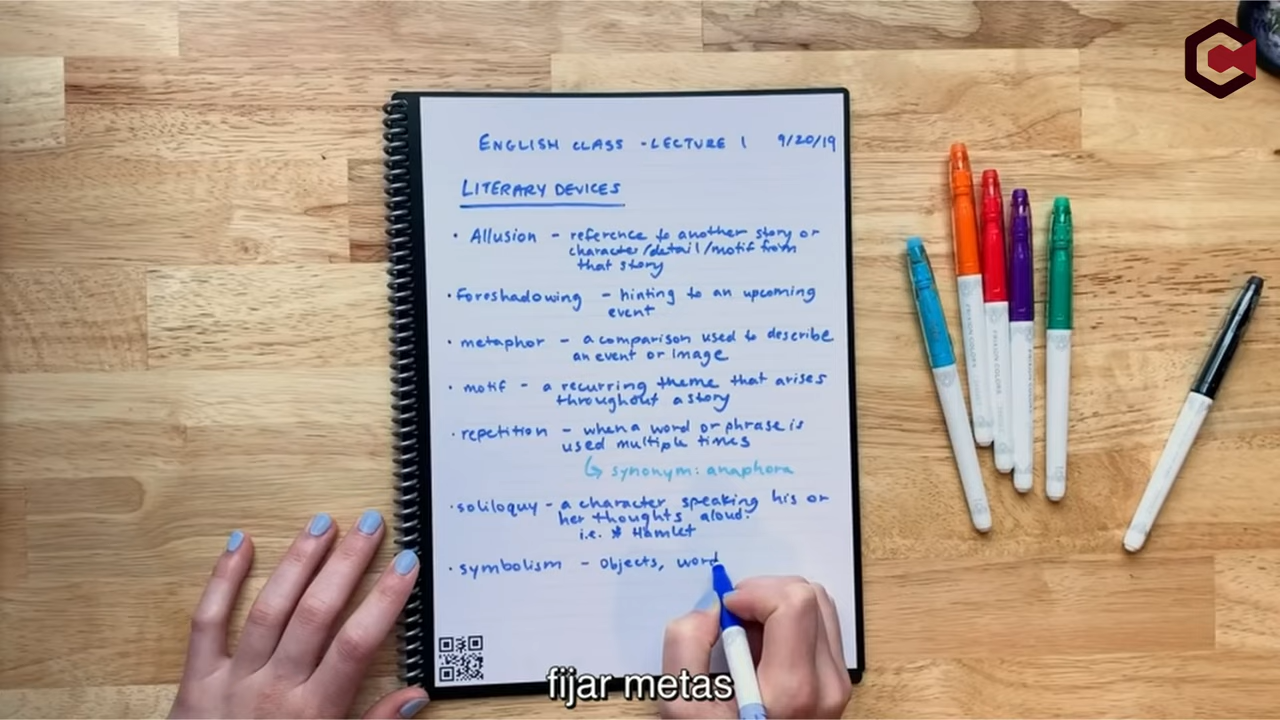 ENGLISH CLASS - LECTURE 1 9/20/19
LITERARY DEVICES
• Allusion - reference to another story or
character/detail/motif from
that story
• Foreshadowing - hinting to an upcoming
event
• metaphor - a comparison used to describe
an event or image
• motif - a recurring theme that arises
throughout a story
• repetition - when a word or phrase is
used multiple times
↳ synonym: anaphora
• soliloquy - a character speaking his or
her thoughts aloud.
i.e. Hamlet
• symbolism - Objects, word
fijar metas